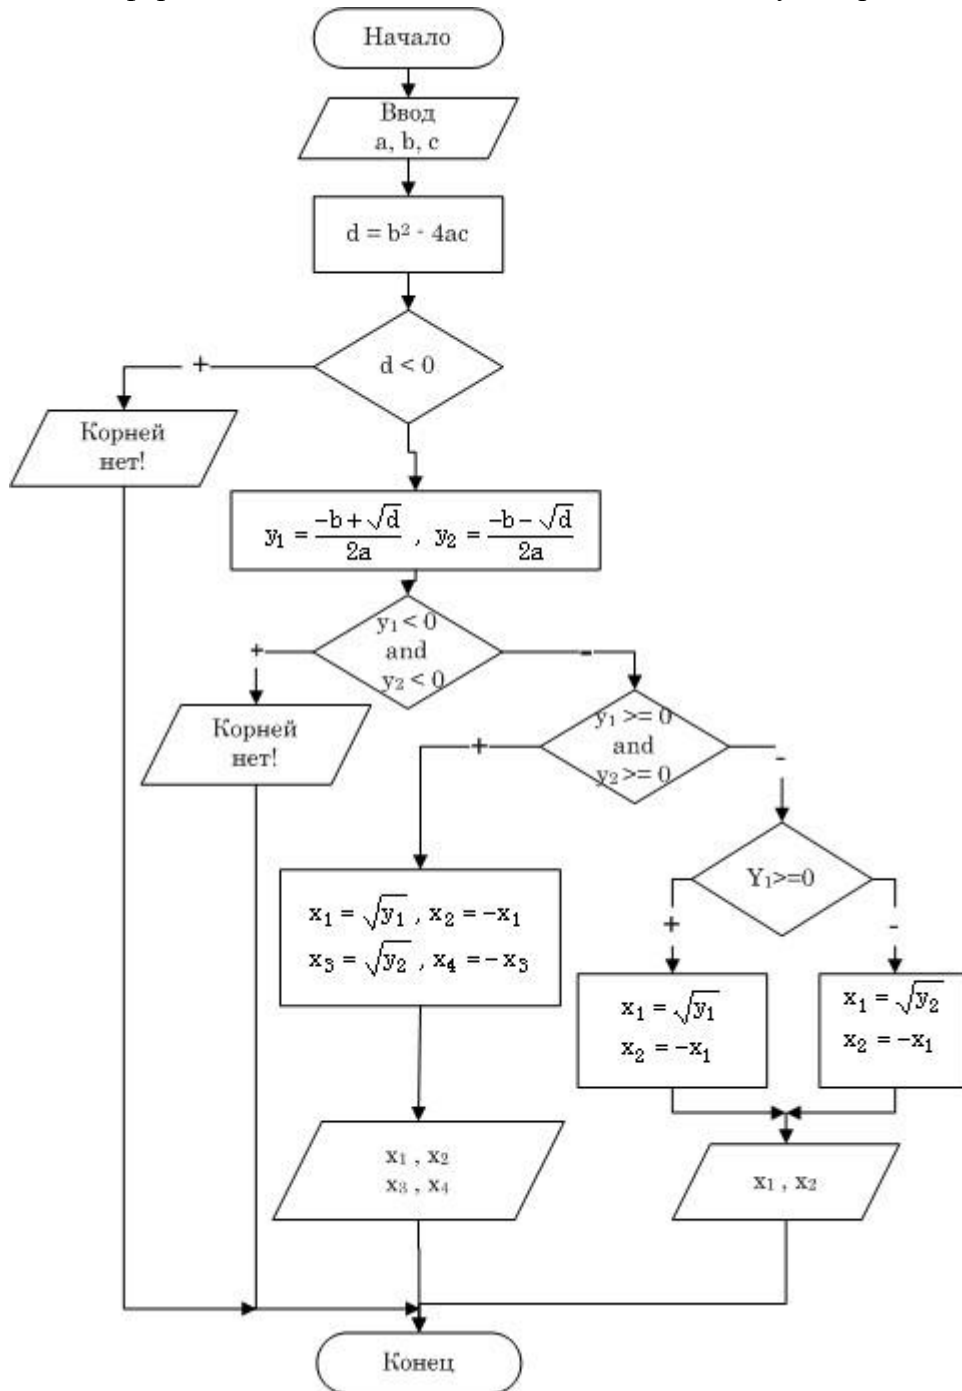 Начало
Ввод
a, b, c
d = b² - 4ac
d < 0
+
Корней
нет!
y₁ = (-b + √d)/2a , y₂ = (-b - √d)/2a
y₁ < 0
and
y₂ < 0
+
-
Корней
нет!
y₁ >= 0
and
y₂ >= 0
+
-
Y₁>=0
+
-
x₁ = √y₁ , x₂ = -x₁
x₃ = √y₂ , x₄ = -x₃
x₁ = √y₁
x₂ = -x₁
x₁ = √y₂
x₂ = -x₁
x₁ , x₂
x₃ , x₄
x₁ , x₂
Конец